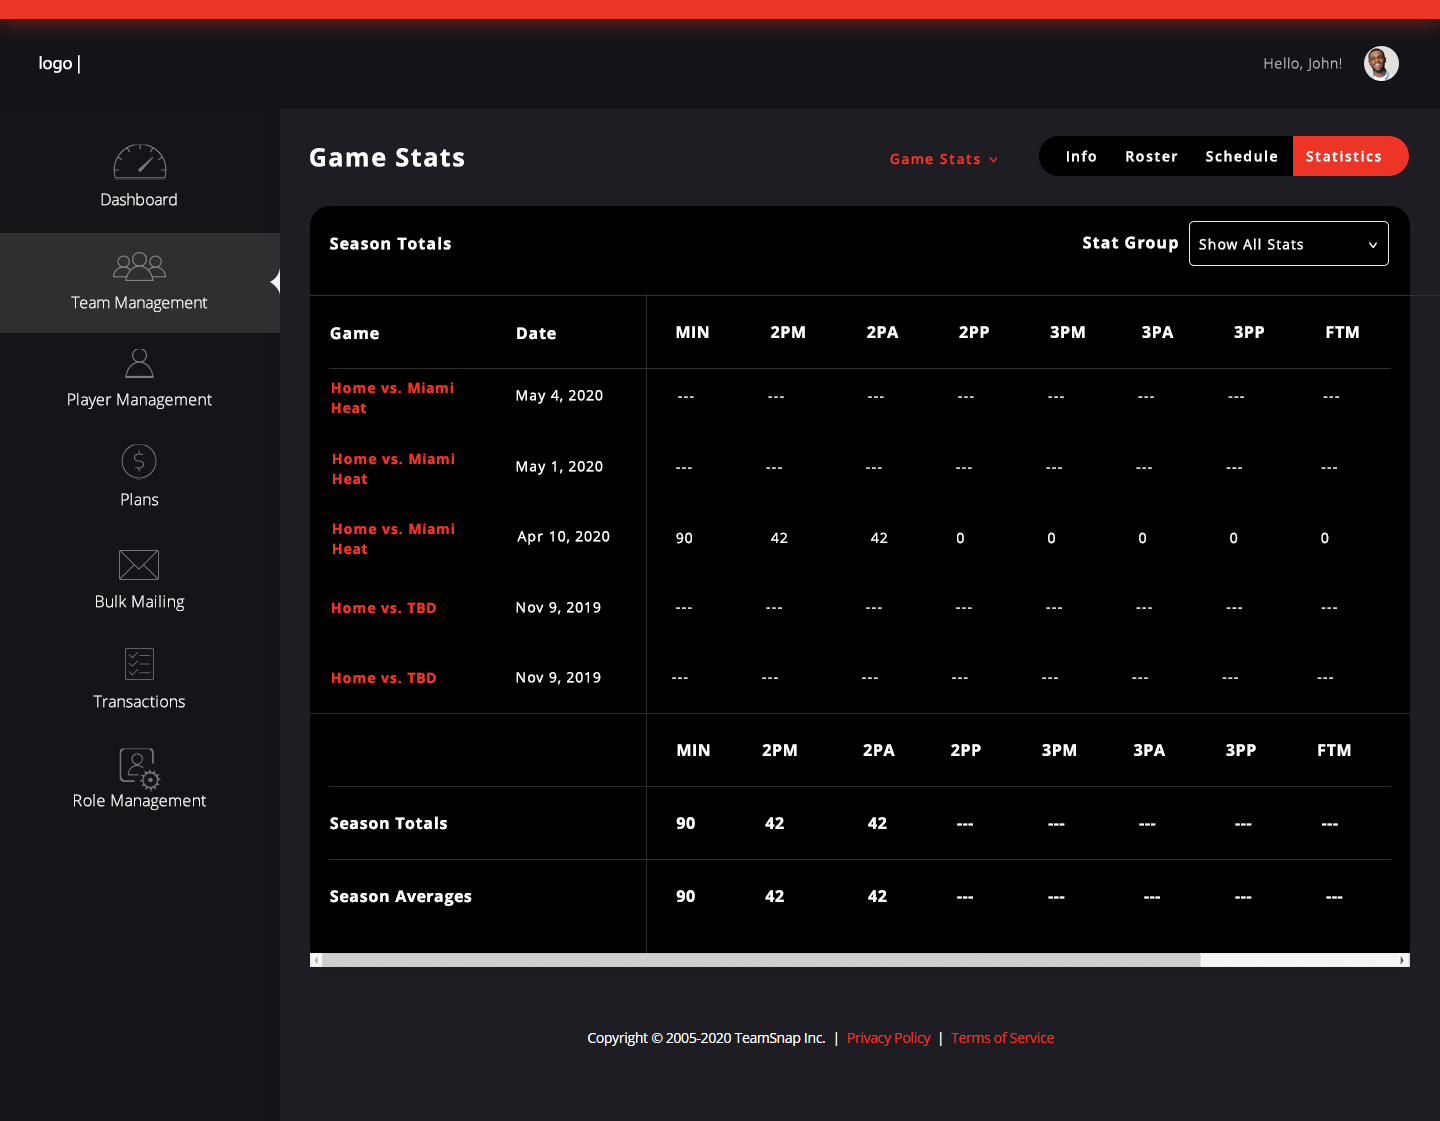 logo |
Hello, John!
Dashboard
Team Management
Player Management
Plans
Bulk Mailing
Transactions
Role Management
Game Stats
Game Stats
Info Roster Schedule Statistics
Season Totals
Stat Group Show All Stats
Game Date MIN 2PM 2PA 2PP 3PM 3PA 3PP FTM
Home vs. Miami
Heat
May 4, 2020 --- --- --- --- --- --- --- ---
Home vs. Miami
Heat
May 1, 2020 --- --- --- --- --- --- --- ---
Home vs. Miami
Heat
Apr 10, 2020 90 42 42 0 0 0 0 0
Home vs. TBD Nov 9, 2019 --- --- --- --- --- --- --- ---
Home vs. TBD Nov 9, 2019 --- --- --- --- --- --- --- ---
MIN 2PM 2PA 2PP 3PM 3PA 3PP FTM
Season Totals 90 42 42 --- --- --- --- ---
Season Averages 90 42 42 --- --- --- --- ---
Copyright © 2005-2020 TeamSnap Inc. | Privacy Policy | Terms of Service